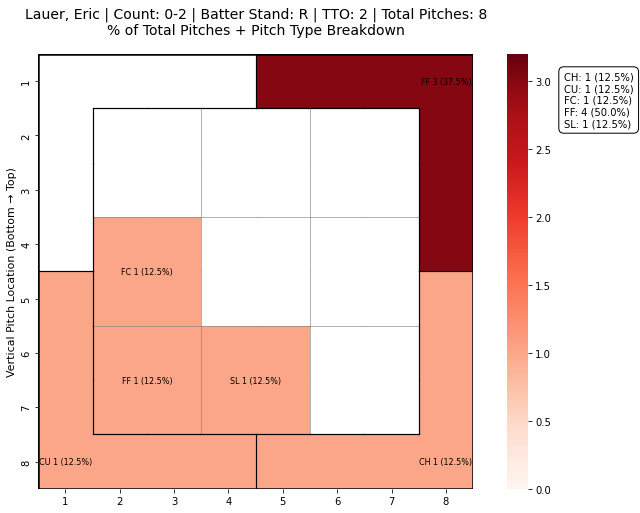 Lauer, Eric | Count: 0-2 | Batter Stand: R | TTO: 2 | Total Pitches: 8
% of Total Pitches + Pitch Type Breakdown
FF 3 (37.5%)
FC 1 (12.5%)
FF 1 (12.5%)
SL 1 (12.5%)
CU 1 (12.5%)
CH 1 (12.5%)
Vertical Pitch Location (Bottom → Top)
1
2
3
4
5
6
7
8
1 2 3 4 5 6 7 8
3.0
2.5
2.0
1.5
1.0
0.5
0.0
CH: 1 (12.5%)
CU: 1 (12.5%)
FC: 1 (12.5%)
FF: 4 (50.0%)
SL: 1 (12.5%)